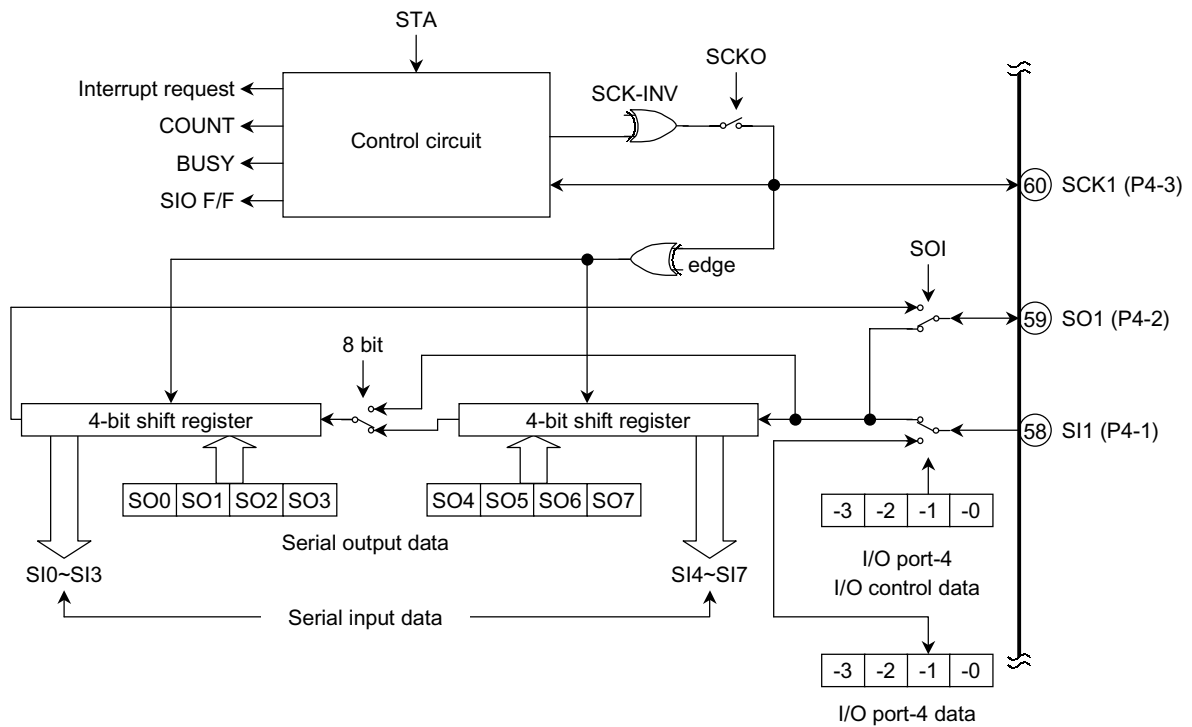 STA
SCKO
Interrupt request
SCK-INV
COUNT
Control circuit
BUSY
SIO F/F
60 SCK1 (P4-3)
edge
SOI
59 SO1 (P4-2)
8 bit
4-bit shift register
4-bit shift register
58 SI1 (P4-1)
SO0 SO1 SO2 SO3
SO4 SO5 SO6 SO7
-3 -2 -1 -0
Serial output data
I/O port-4
I/O control data
SI0~SI3
SI4~SI7
Serial input data
-3 -2 -1 -0
I/O port-4 data